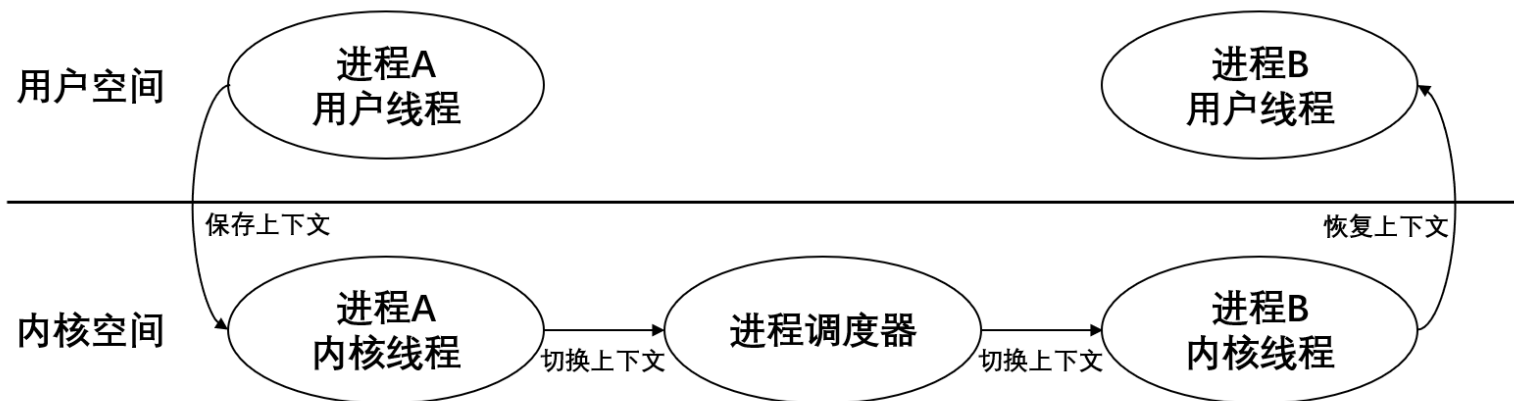 进程A
用户线程
进程B
用户线程
用户空间
保存上下文
恢复上下文
内核空间
进程A
内核线程
切换上下文
进程调度器
切换上下文
进程B
内核线程